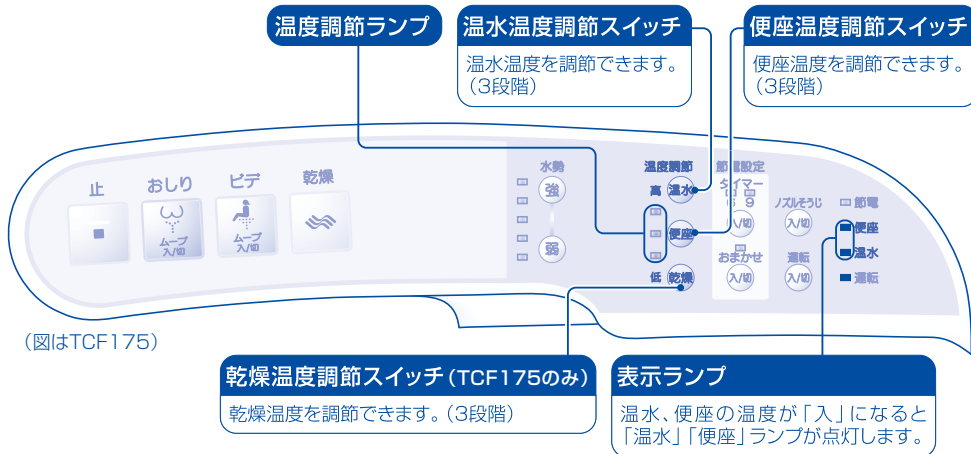 温度調節ランプ
温水温度調節スイッチ
温水温度を調節できます。
（3段階）
便座温度調節スイッチ
便座温度を調節できます。
（3段階）
止
おしり
ムーブ
入/切
ビデ
ムーブ
入/切
乾燥
水勢
強
弱
温度調節
高
温水
便座
低
乾燥
節電設定
タイマー
6 9
入/切
おまかせ
入/切
ノズルそうじ
入/切
運転
入/切
節電
便座
温水
運転
（図はTCF175）
乾燥温度調節スイッチ（TCF175のみ）
乾燥温度を調節できます。（3段階）
表示ランプ
温水、便座の温度が「入」になると
「温水」「便座」ランプが点灯します。